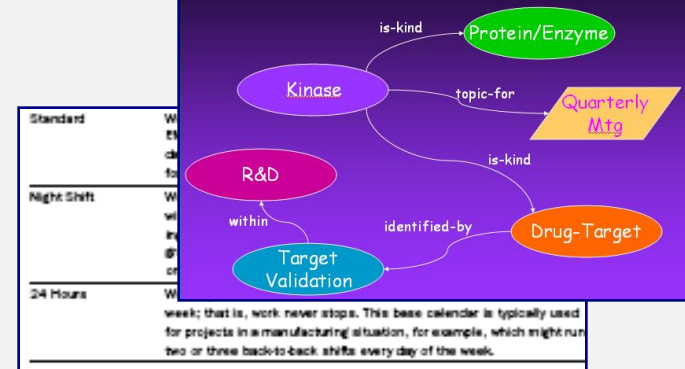 is-kind
Protein/Enzyme
Kinase
topic-for
Quarterly
Mtg
is-kind
R&D
within
identified-by
Drug-Target
Target
Validation
Standard
Night Shift
24 Hours
week; that is, work never stops. This base calendar is typically used
for projects in a manufacturing situation, for example, which might run
two or three back-to-back shifts every day of the week.